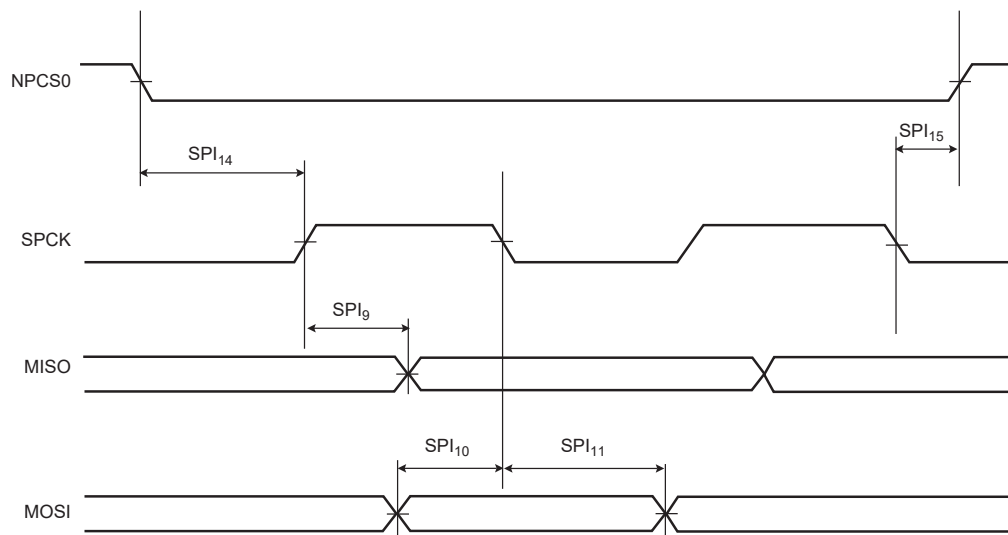 NPCS0
SPI15
SPI14
SPCK
SPI9
MISO
SPI10 SPI11
MOSI